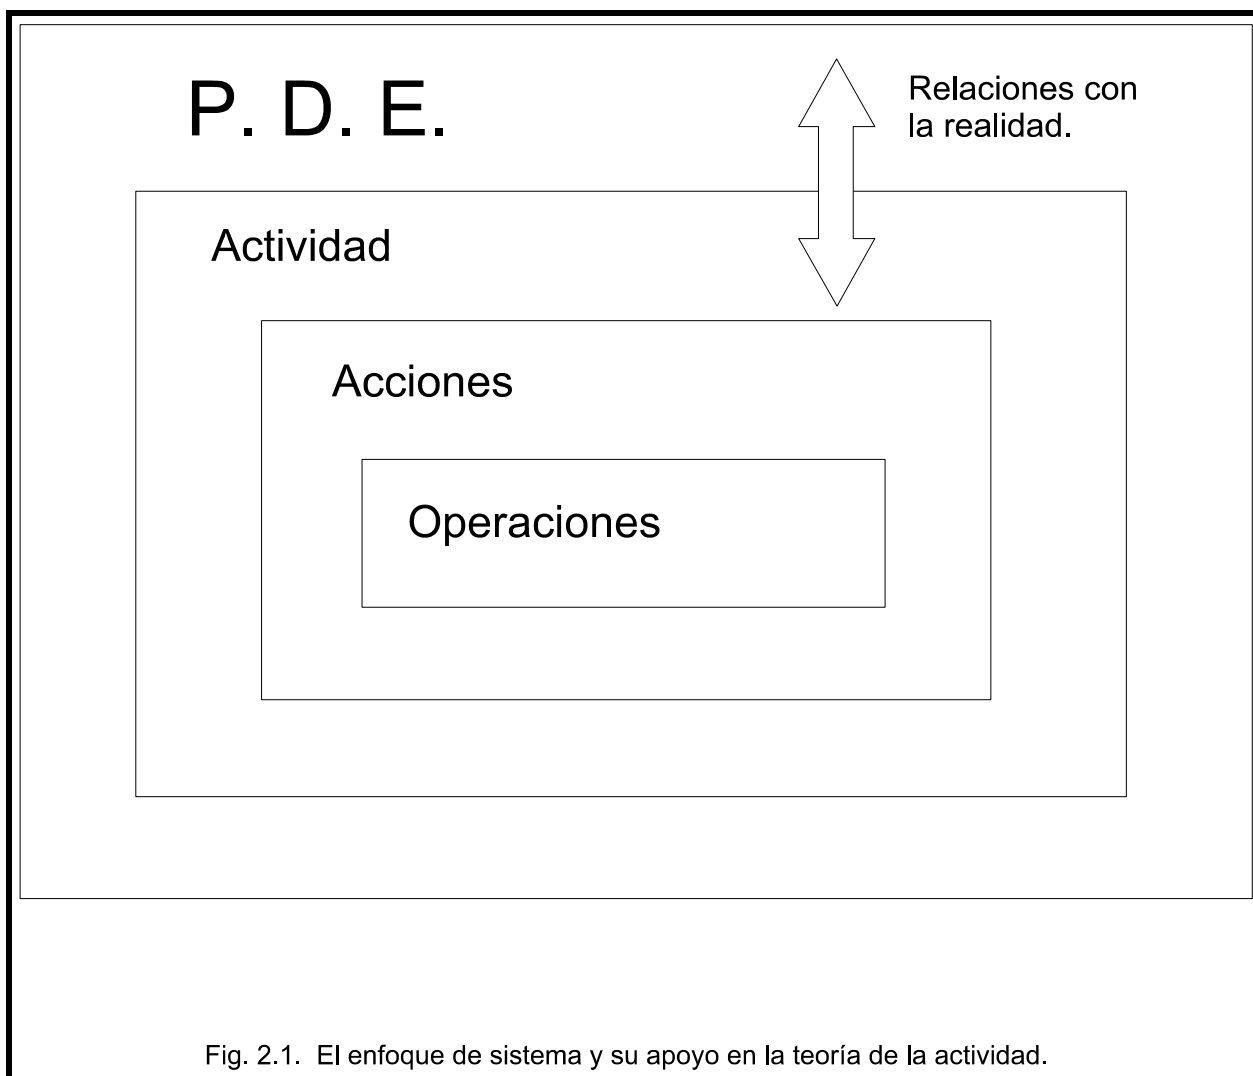 P. D. E.
Relaciones con
la realidad.
Actividad
Acciones
Operaciones
Fig. 2.1. El enfoque de sistema y su apoyo en la teoría de la actividad.